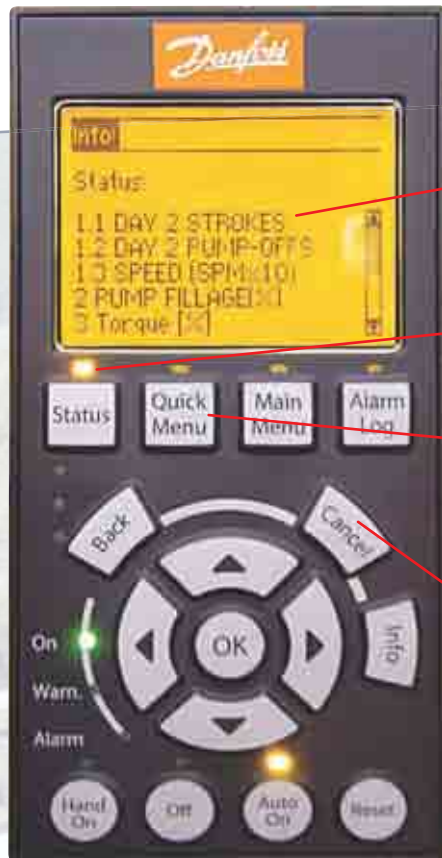 Danfoss
Info
Status:
1.1 DAY 2 STROKES
1.2 DAY 2 PUMP-OFFS
1.3 SPEED (SPMx10)
2 PUMP FILLAGE[%]
3 Torque [%]
Status
Quick Menu
Main Menu
Alarm Log
Back
Cancel
Info
OK
On
Warn.
Alarm
Hand On
Off
Auto On
Reset